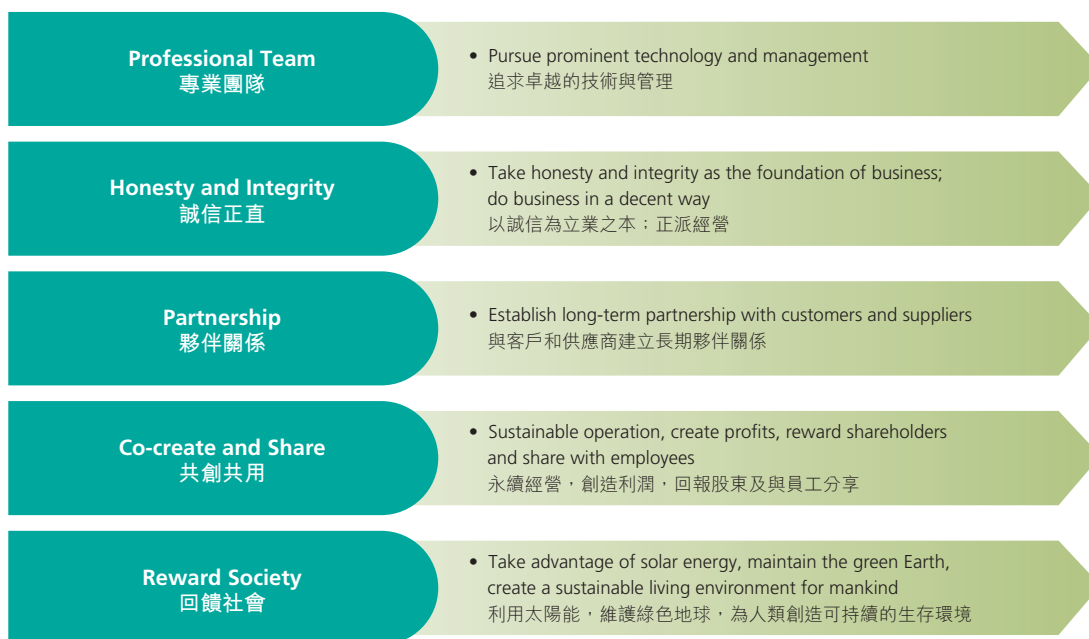 Professional Team
專業團隊
• Pursue prominent technology and management
追求卓越的技術與管理
Honesty and Integrity
誠信正直
• Take honesty and integrity as the foundation of business;
do business in a decent way
以誠信為立業之本；正派經營
Partnership
夥伴關係
• Establish long-term partnership with customers and suppliers
與客戶和供應商建立長期夥伴關係
Co-create and Share
共創共用
• Sustainable operation, create profits, reward shareholders
and share with employees
永續經營，創造利潤，回報股東及與員工分享
Reward Society
回饋社會
• Take advantage of solar energy, maintain the green Earth,
create a sustainable living environment for mankind
利用太陽能，維護綠色地球，為人類創造可持續的生存環境